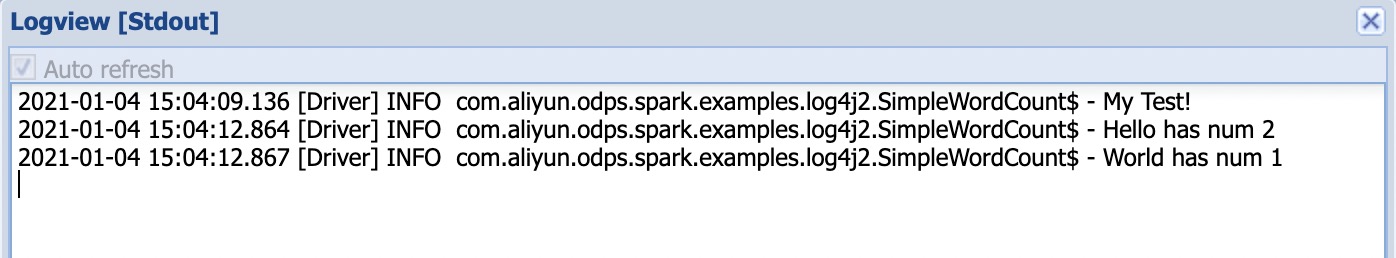 Logview [Stdout]
Auto refresh
2021-01-04 15:04:09.136 [Driver] INFO  com.aliyun.odps.spark.examples.log4j2.SimpleWordCount$ - My Test!
2021-01-04 15:04:12.864 [Driver] INFO  com.aliyun.odps.spark.examples.log4j2.SimpleWordCount$ - Hello has num 2
2021-01-04 15:04:12.867 [Driver] INFO  com.aliyun.odps.spark.examples.log4j2.SimpleWordCount$ - World has num 1